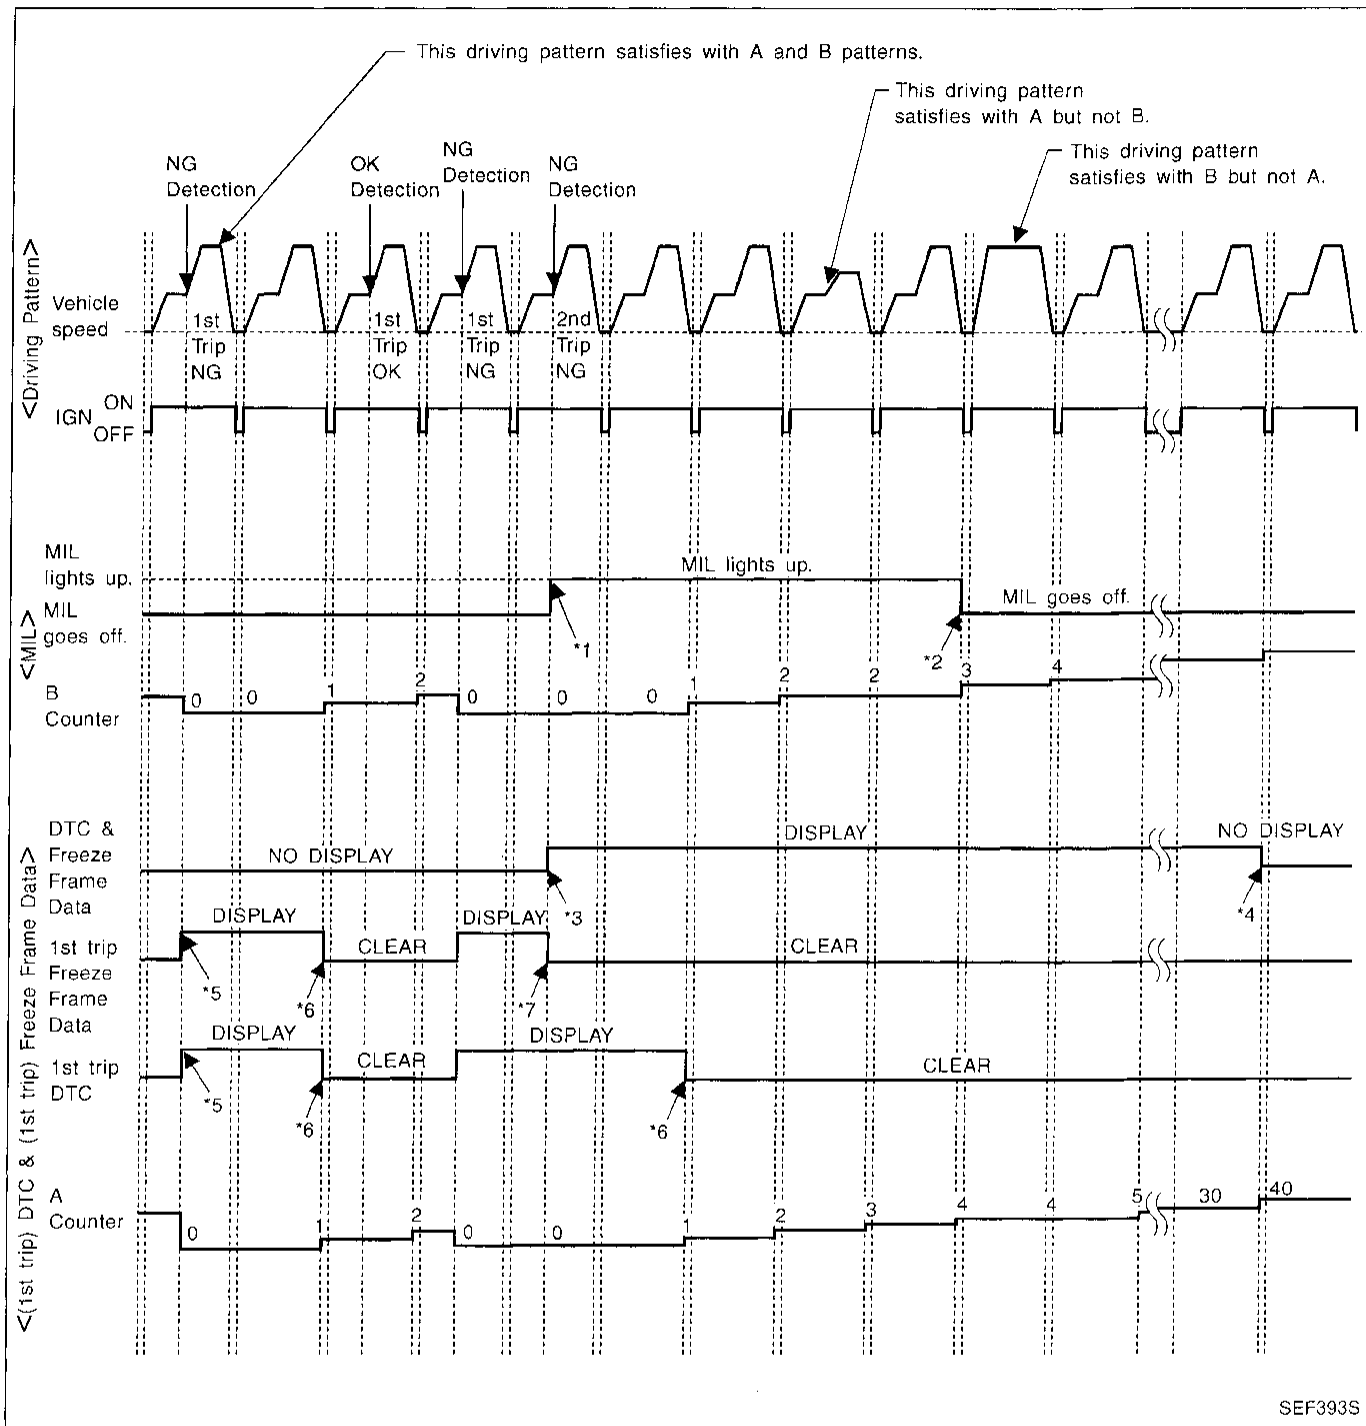 This driving pattern satisfies with A and B patterns.
This driving pattern
satisfies with A but not B.
This driving pattern
satisfies with B but not A.
NG
Detection
OK
Detection
NG
Detection
NG
Detection
<Driving Pattern>
Vehicle
speed
1st
Trip
NG
1st
Trip
OK
1st
Trip
NG
2nd
Trip
NG
IGN
ON
OFF
<MIL>
MIL
lights up.
MIL lights up.
MIL
goes off.
MIL goes off.
*1
*2
B
Counter
0 0 1 2 0 0 0 1 2 2 3 4
<(1st trip) DTC & (1st trip) Freeze Frame Data>
DTC &
Freeze
Frame
Data
NO DISPLAY
DISPLAY
NO DISPLAY
*3
*4
1st trip
Freeze
Frame
Data
DISPLAY
CLEAR
DISPLAY
CLEAR
*5
*6
*7
1st trip
DTC
DISPLAY
CLEAR
DISPLAY
CLEAR
*5
*6
*6
A
Counter
0 1 2 0 0 1 2 3 4 4 5 30 40
SEF393S